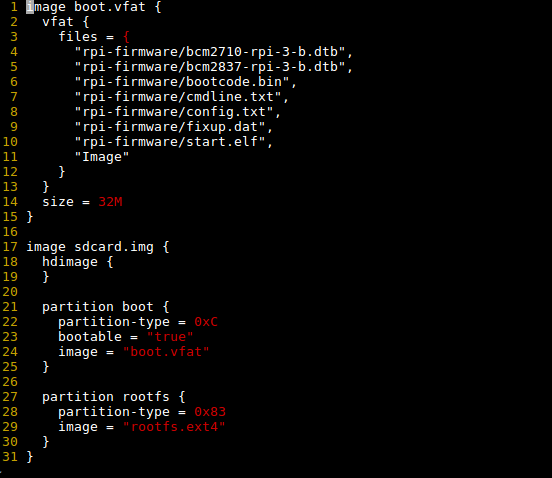 1 image boot.vfat {
2   vfat {
3     files = {
4       "rpi-firmware/bcm2710-rpi-3-b.dtb",
5       "rpi-firmware/bcm2837-rpi-3-b.dtb",
6       "rpi-firmware/bootcode.bin",
7       "rpi-firmware/cmdline.txt",
8       "rpi-firmware/config.txt",
9       "rpi-firmware/fixup.dat",
10       "rpi-firmware/start.elf",
11       "Image"
12     }
13   }
14   size = 32M
15 }
16
17 image sdcard.img {
18   hdimage {
19   }
20
21   partition boot {
22     partition-type = 0xC
23     bootable = "true"
24     image = "boot.vfat"
25   }
26
27   partition rootfs {
28     partition-type = 0x83
29     image = "rootfs.ext4"
30   }
31 }